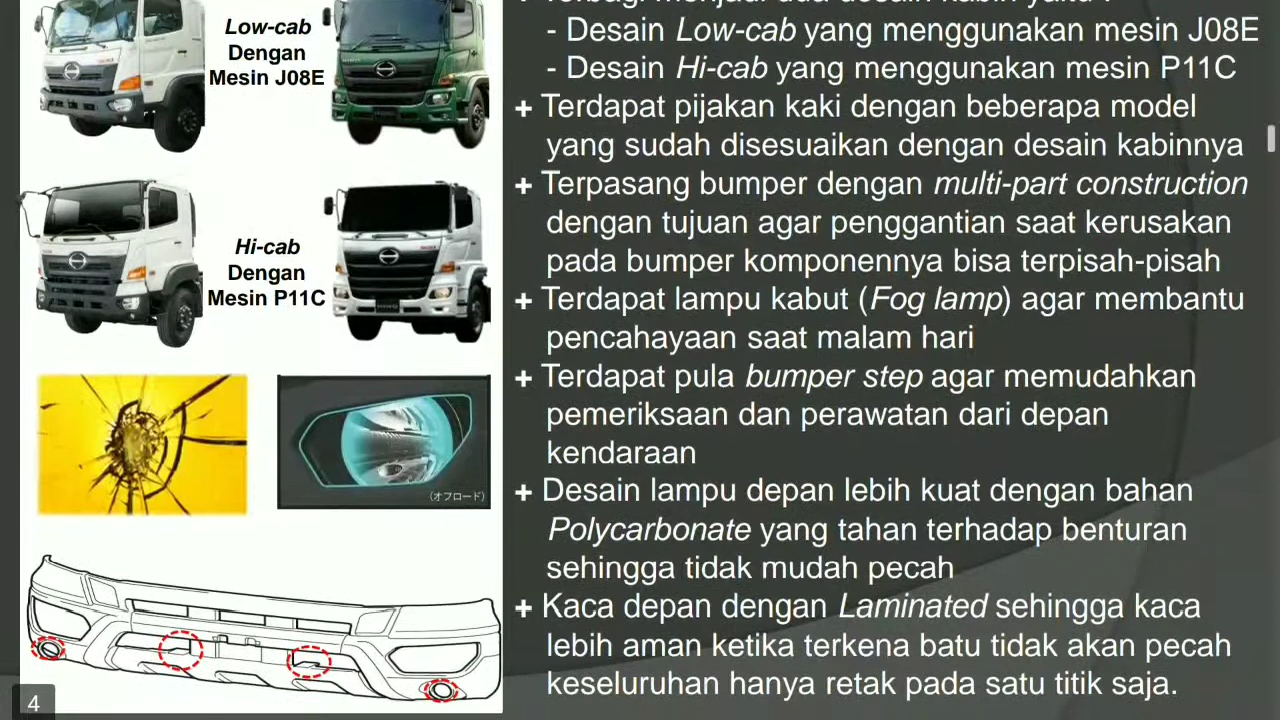 Low-cab
Dengan
Mesin J08E
Hi-cab
Dengan
Mesin P11C
(オフロード)
4
+ Terbagi menjadi dua desain kabin yaitu :
- Desain Low-cab yang menggunakan mesin J08E
- Desain Hi-cab yang menggunakan mesin P11C
+ Terdapat pijakan kaki dengan beberapa model
yang sudah disesuaikan dengan desain kabinnya
+ Terpasang bumper dengan multi-part construction
dengan tujuan agar penggantian saat kerusakan
pada bumper komponennya bisa terpisah-pisah
+ Terdapat lampu kabut (Fog lamp) agar membantu
pencahayaan saat malam hari
+ Terdapat pula bumper step agar memudahkan
pemeriksaan dan perawatan dari depan
kendaraan
+ Desain lampu depan lebih kuat dengan bahan
Polycarbonate yang tahan terhadap benturan
sehingga tidak mudah pecah
+ Kaca depan dengan Laminated sehingga kaca
lebih aman ketika terkena batu tidak akan pecah
keseluruhan hanya retak pada satu titik saja.